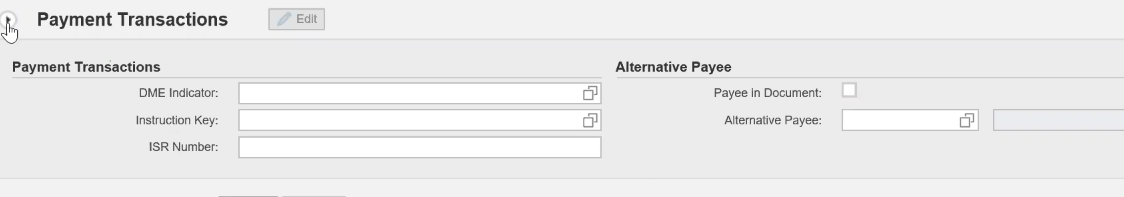 Payment Transactions Edit
Payment Transactions
DME Indicator:
Instruction Key:
ISR Number:
Alternative Payee
Payee in Document:
Alternative Payee: